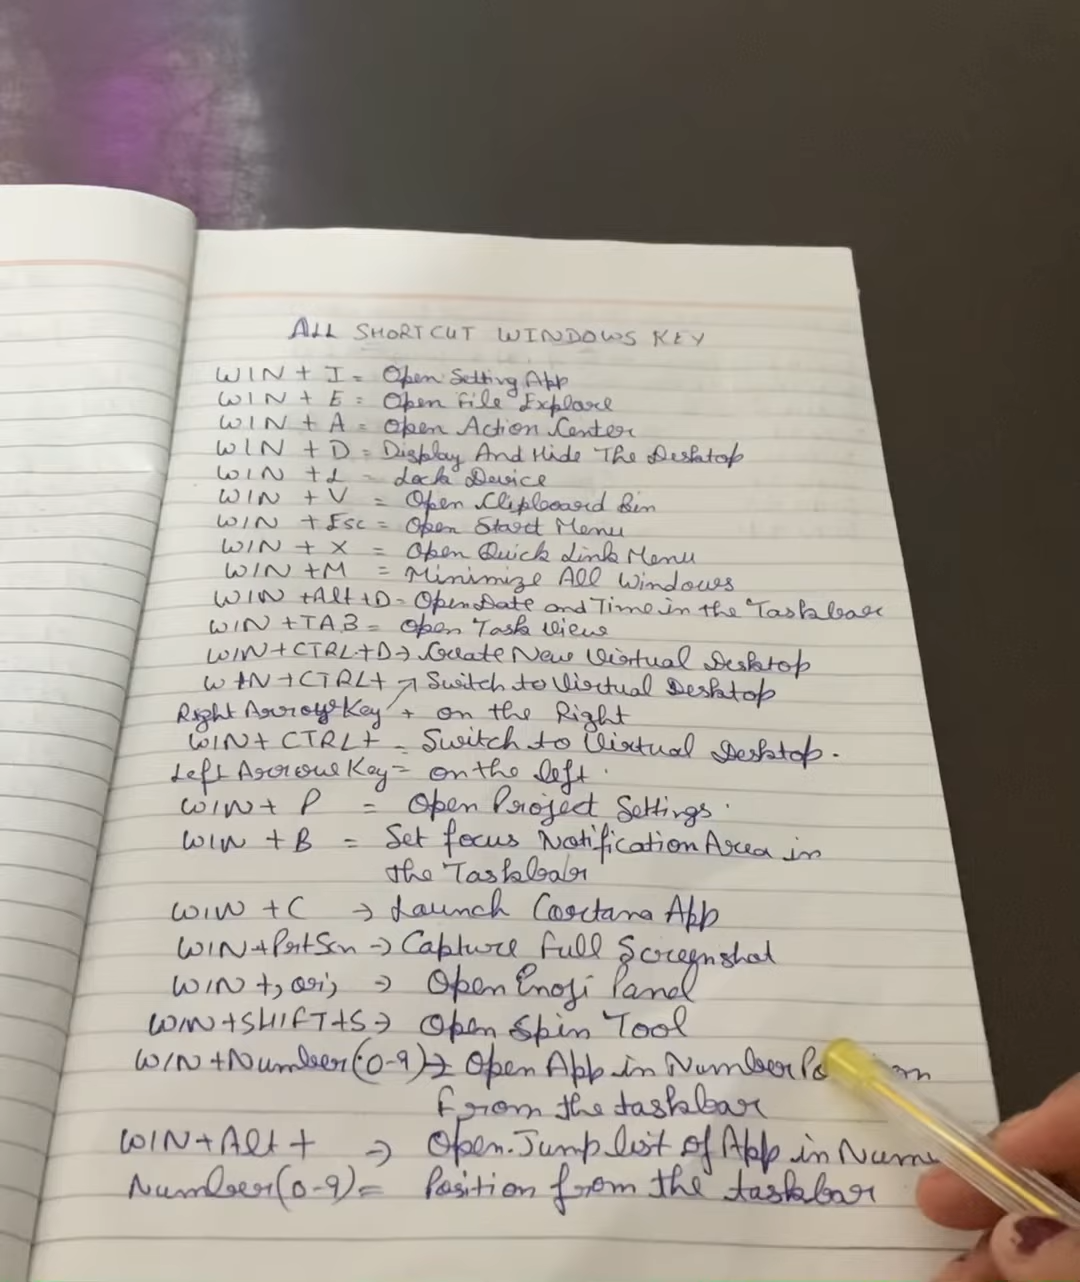 ALL SHORTCUT WINDOWS KEY
WIN + I = Open Setting App
WIN + E = Open File Explore
WIN + A = Open Action Center
WIN + D = Display And Hide The Desktop
WIN + L = Lock Device
WIN + V = Open Clipboard Bin
WIN + Esc = Open Start Menu
WIN + X = Open Quick Link Menu
WIN + M = Minimize All Windows
WIN + Alt + D = Open Date and Time in the Taskbar
WIN + TAB = Open Task View
WIN + CTRL + D → Create New Virtual Desktop
WIN + CTRL + → Switch to Virtual Desktop
Right Arrow Key + on the Right
WIN + CTRL + = Switch to Virtual Desktop.
Left Arrow Key = on the left.
WIN + P = Open Project Settings.
WIN + B = Set focus Notification Area in
the Taskbar
WIN + C → Launch Cortana App
WIN + PrtScn → Capture full Screenshot
WIN +, or ; → Open Emoji Panel
WIN + SHIFT + S → Open Spin Tool
WIN + Number (0-9) → Open App in Number
From the taskbar
WIN + Alt + → Open Jump list of App in
Number (0-9) = Position from the taskbar